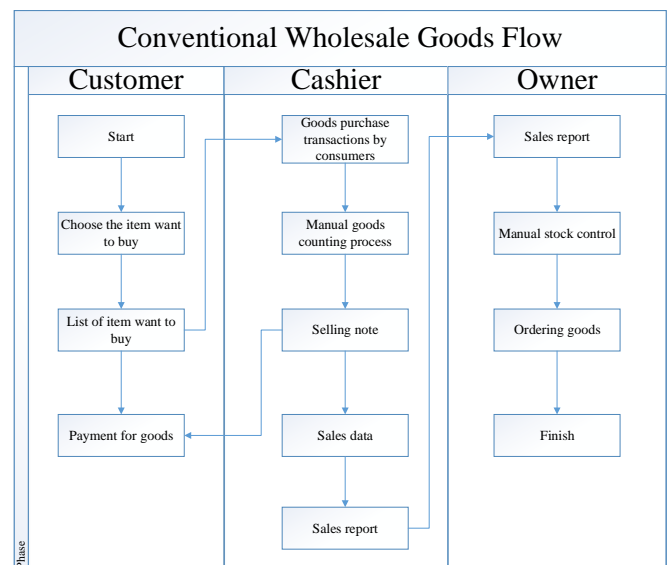 Conventional Wholesale Goods Flow
Customer
Cashier
Owner
Start
Choose the item want
to buy
List of item want to
buy
Payment for goods
Goods purchase
transactions by
consumers
Manual goods
counting process
Selling note
Sales data
Sales report
Sales report
Manual stock control
Ordering goods
Finish
Phase